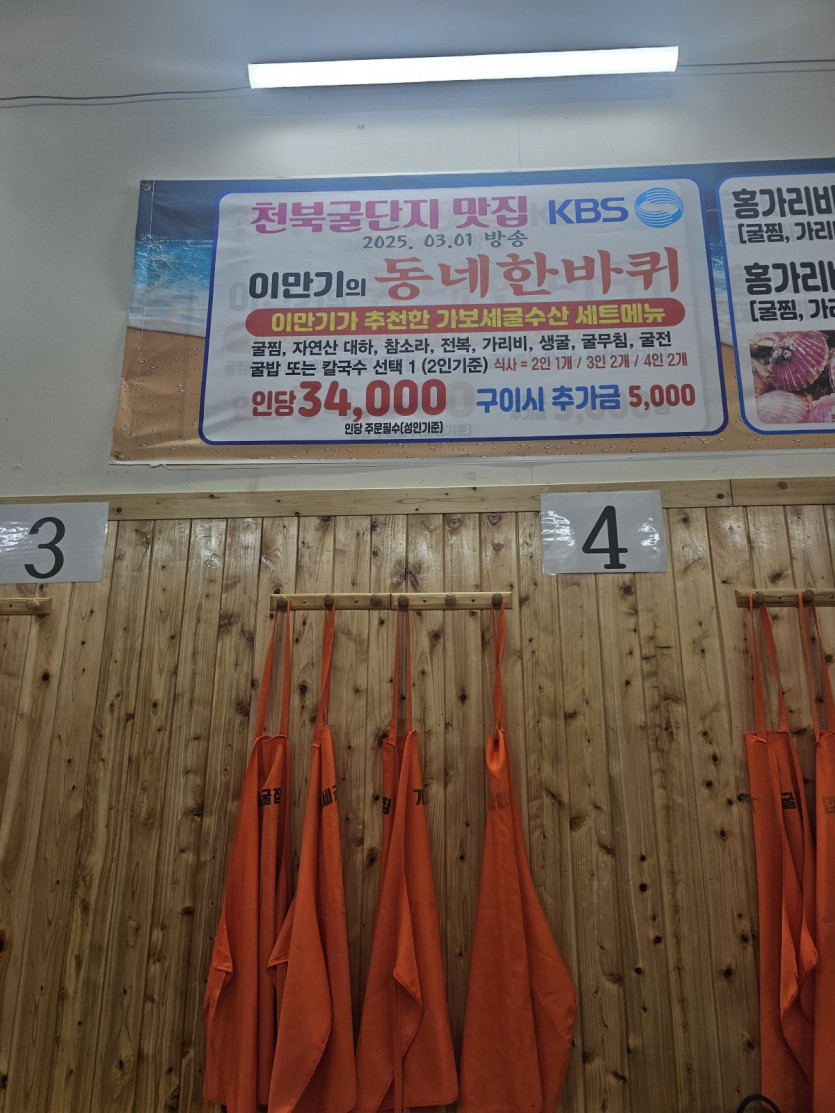 천북굴단지 맛집 KBS
2025. 03.01 방송
이만기의 동네한바퀴
이만기가 추천한 가보세굴수산 세트메뉴
굴찜, 자연산 대하, 참소라, 전복, 가리비, 생굴, 굴무침, 굴전
굴밥 또는 칼국수 선택 1 (2인기준) 식사 = 2인 1개 / 3인 2개 / 4인 2개
인당 34,000 구이시 추가금 5,000
인당 주문필수(성인기준)
홍가리비
[굴찜, 가리
홍가리비
[굴찜, 가리
3
4